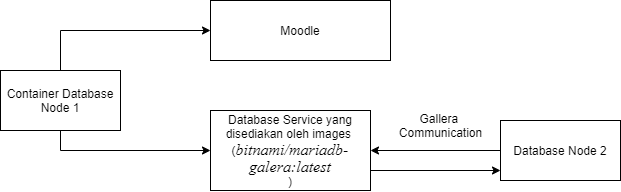 Moodle
Container Database
Node 1
Database Service yang
disediakan oleh images
(bitnami/mariadb-
galera:latest
)
Gallera
Communication
Database Node 2